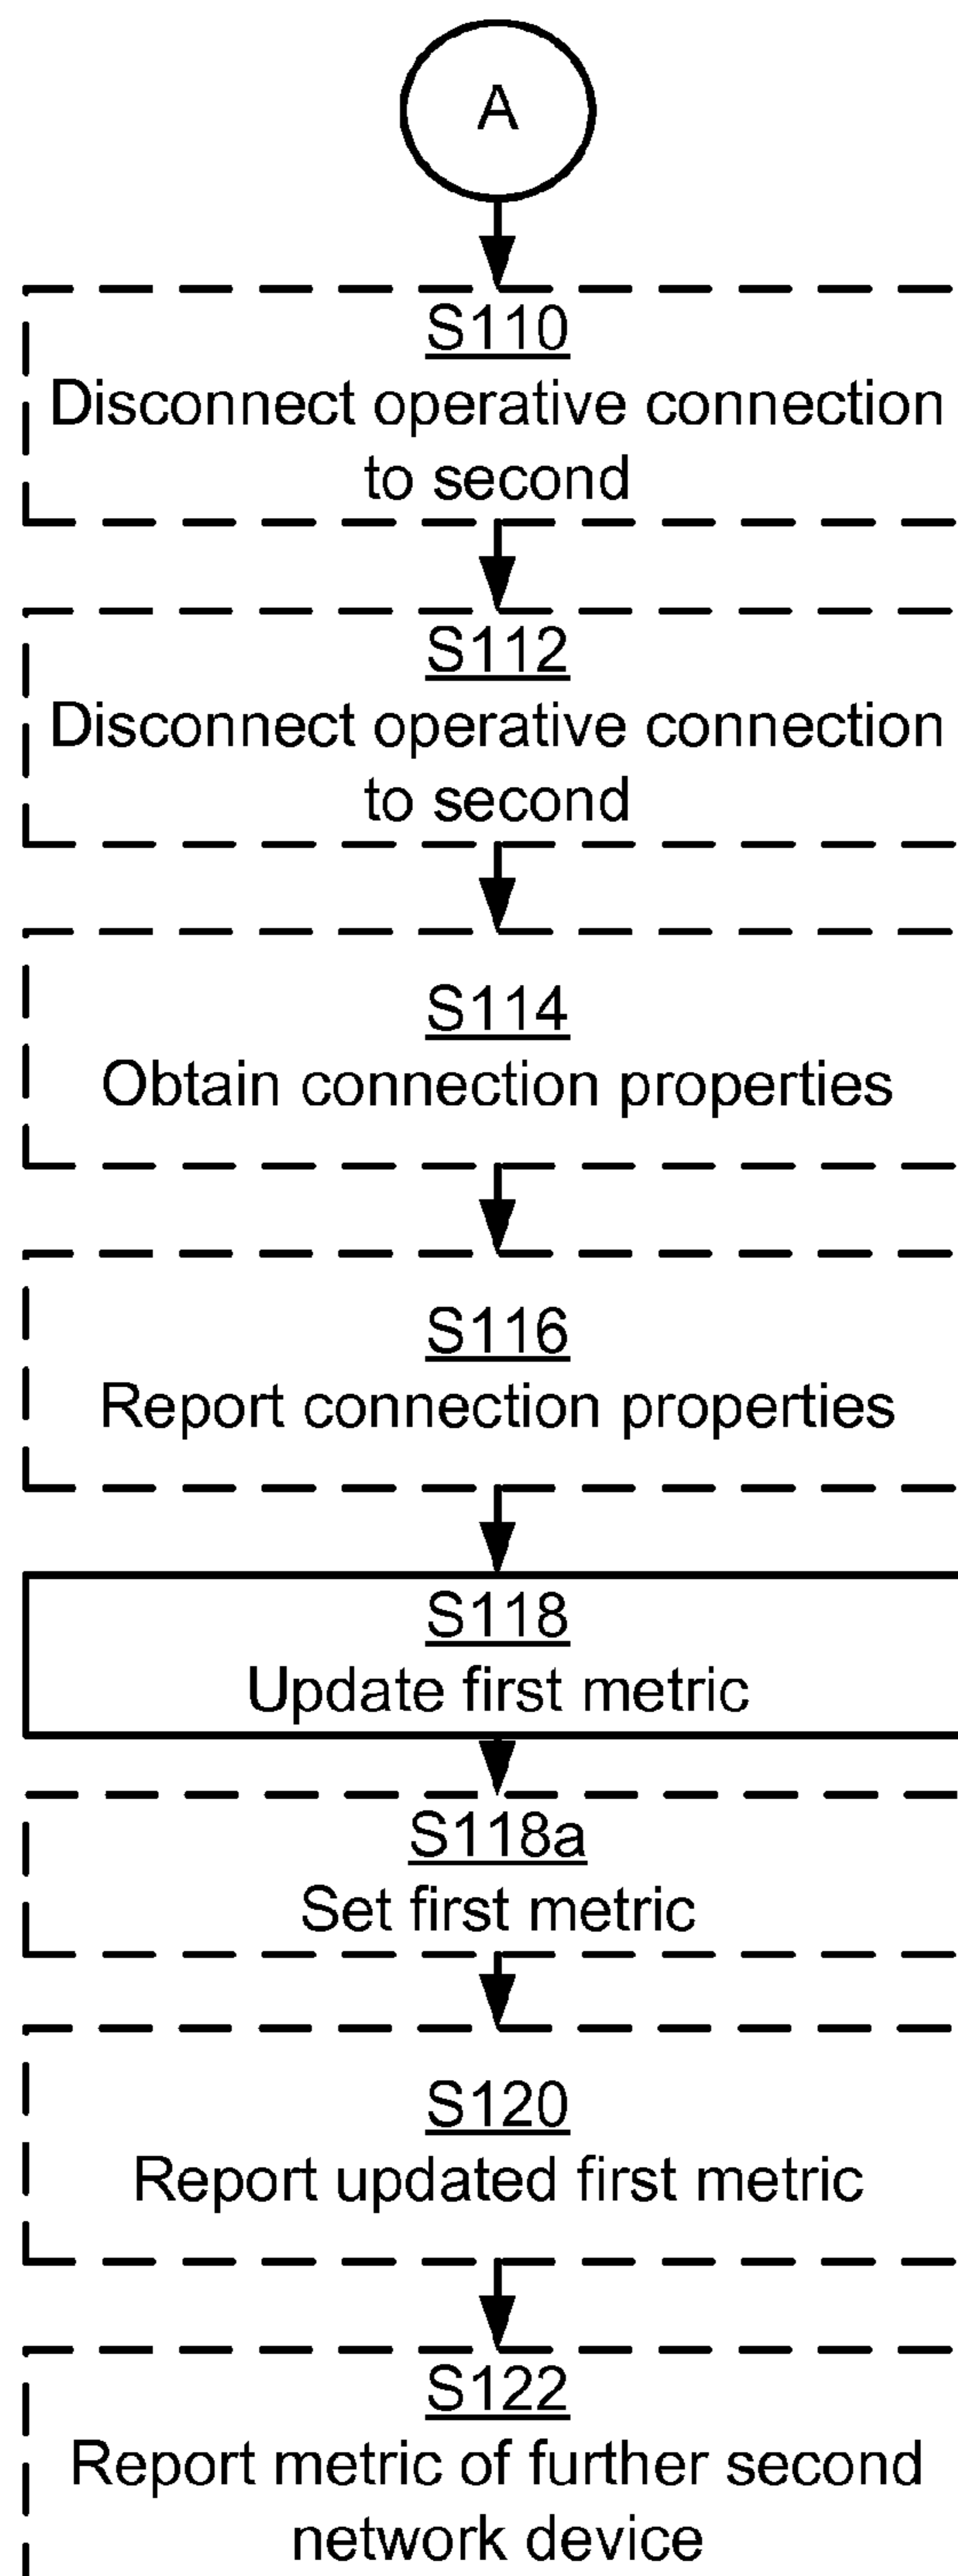 A
S110
Disconnect operative connection
to second
S112
Disconnect operative connection
to second
S114
Obtain connection properties
S116
Report connection properties
S118
Update first metric
S118a
Set first metric
S120
Report updated first metric
S122
Report metric of further second
network device